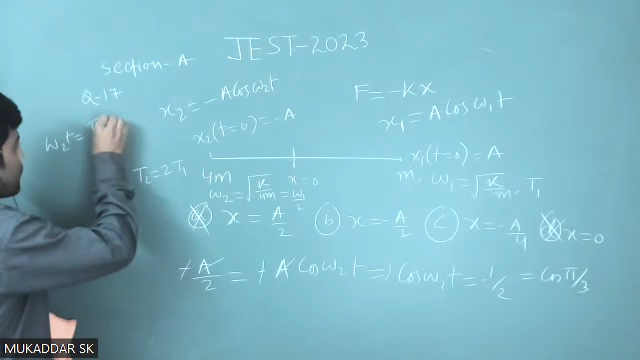 JEST-2023
section-A
Q-17
x₂ = -A cos ω₂t
F = -Kx
x₁ = A cos ω₁t
x₂(t=0) = -A
ω₂t =
T₂ = 2T₁
4m
x=0
m
x₁(t=0) = A
ω₂ = √(K/4m) = ω₁/2
ω₁ = √(K/m), T₁
(a) x = A/2 (b) x = -A/2 (c) x = -A/4 x=0
+A/2 = +A cos ω₂t ⇒ cos ω₂t = -1/2 = cos π/3
MUKADDAR SK